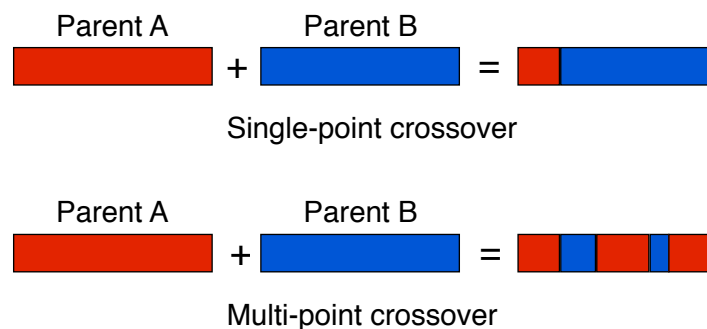 Parent A Parent B
+ =
Single-point crossover
Parent A Parent B
+ =
Multi-point crossover